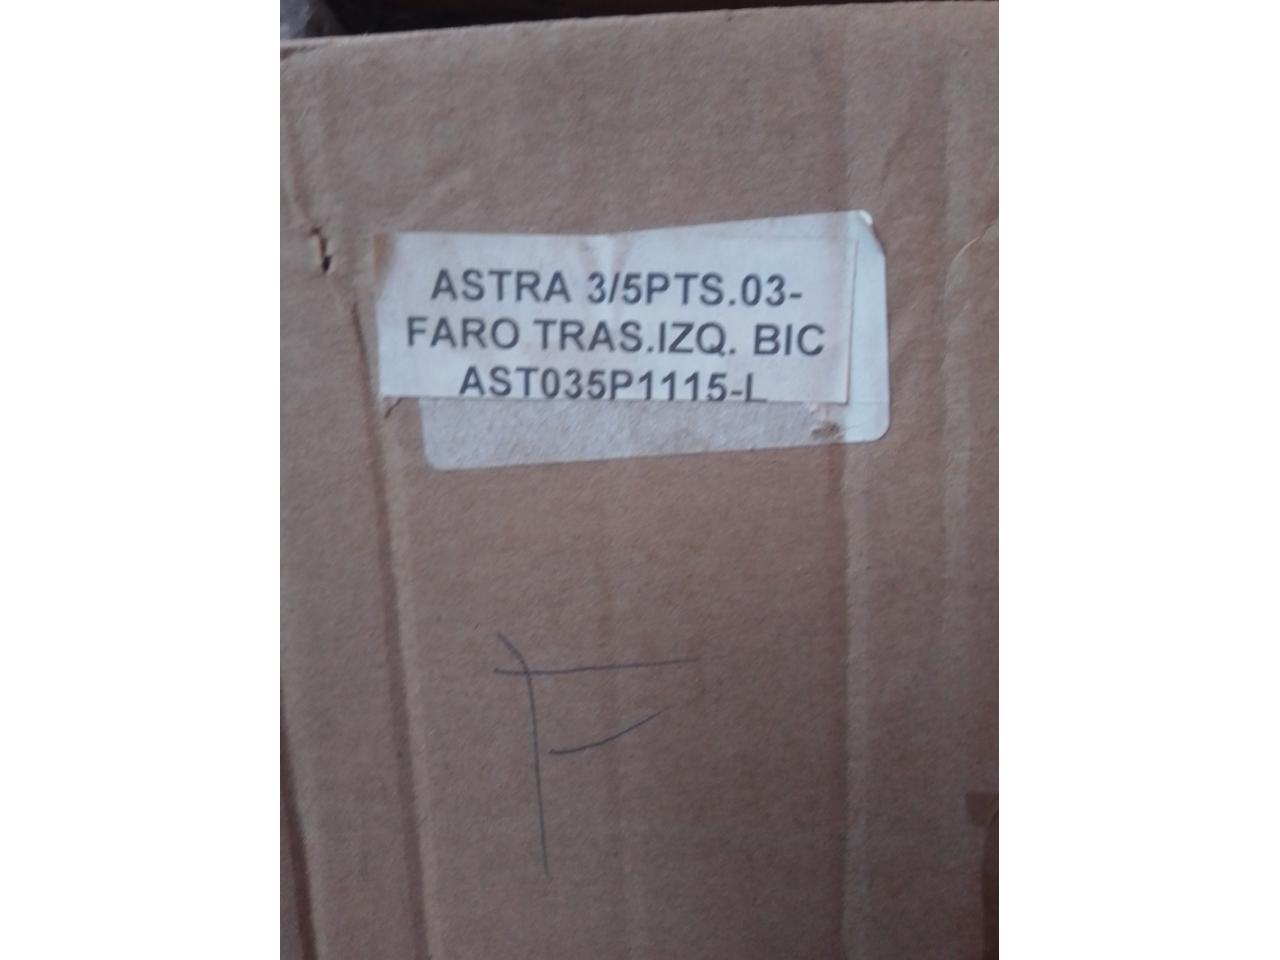 ASTRA 3/5PTS.03-
FARO TRAS.IZQ. BIC
AST035P1115-L
F